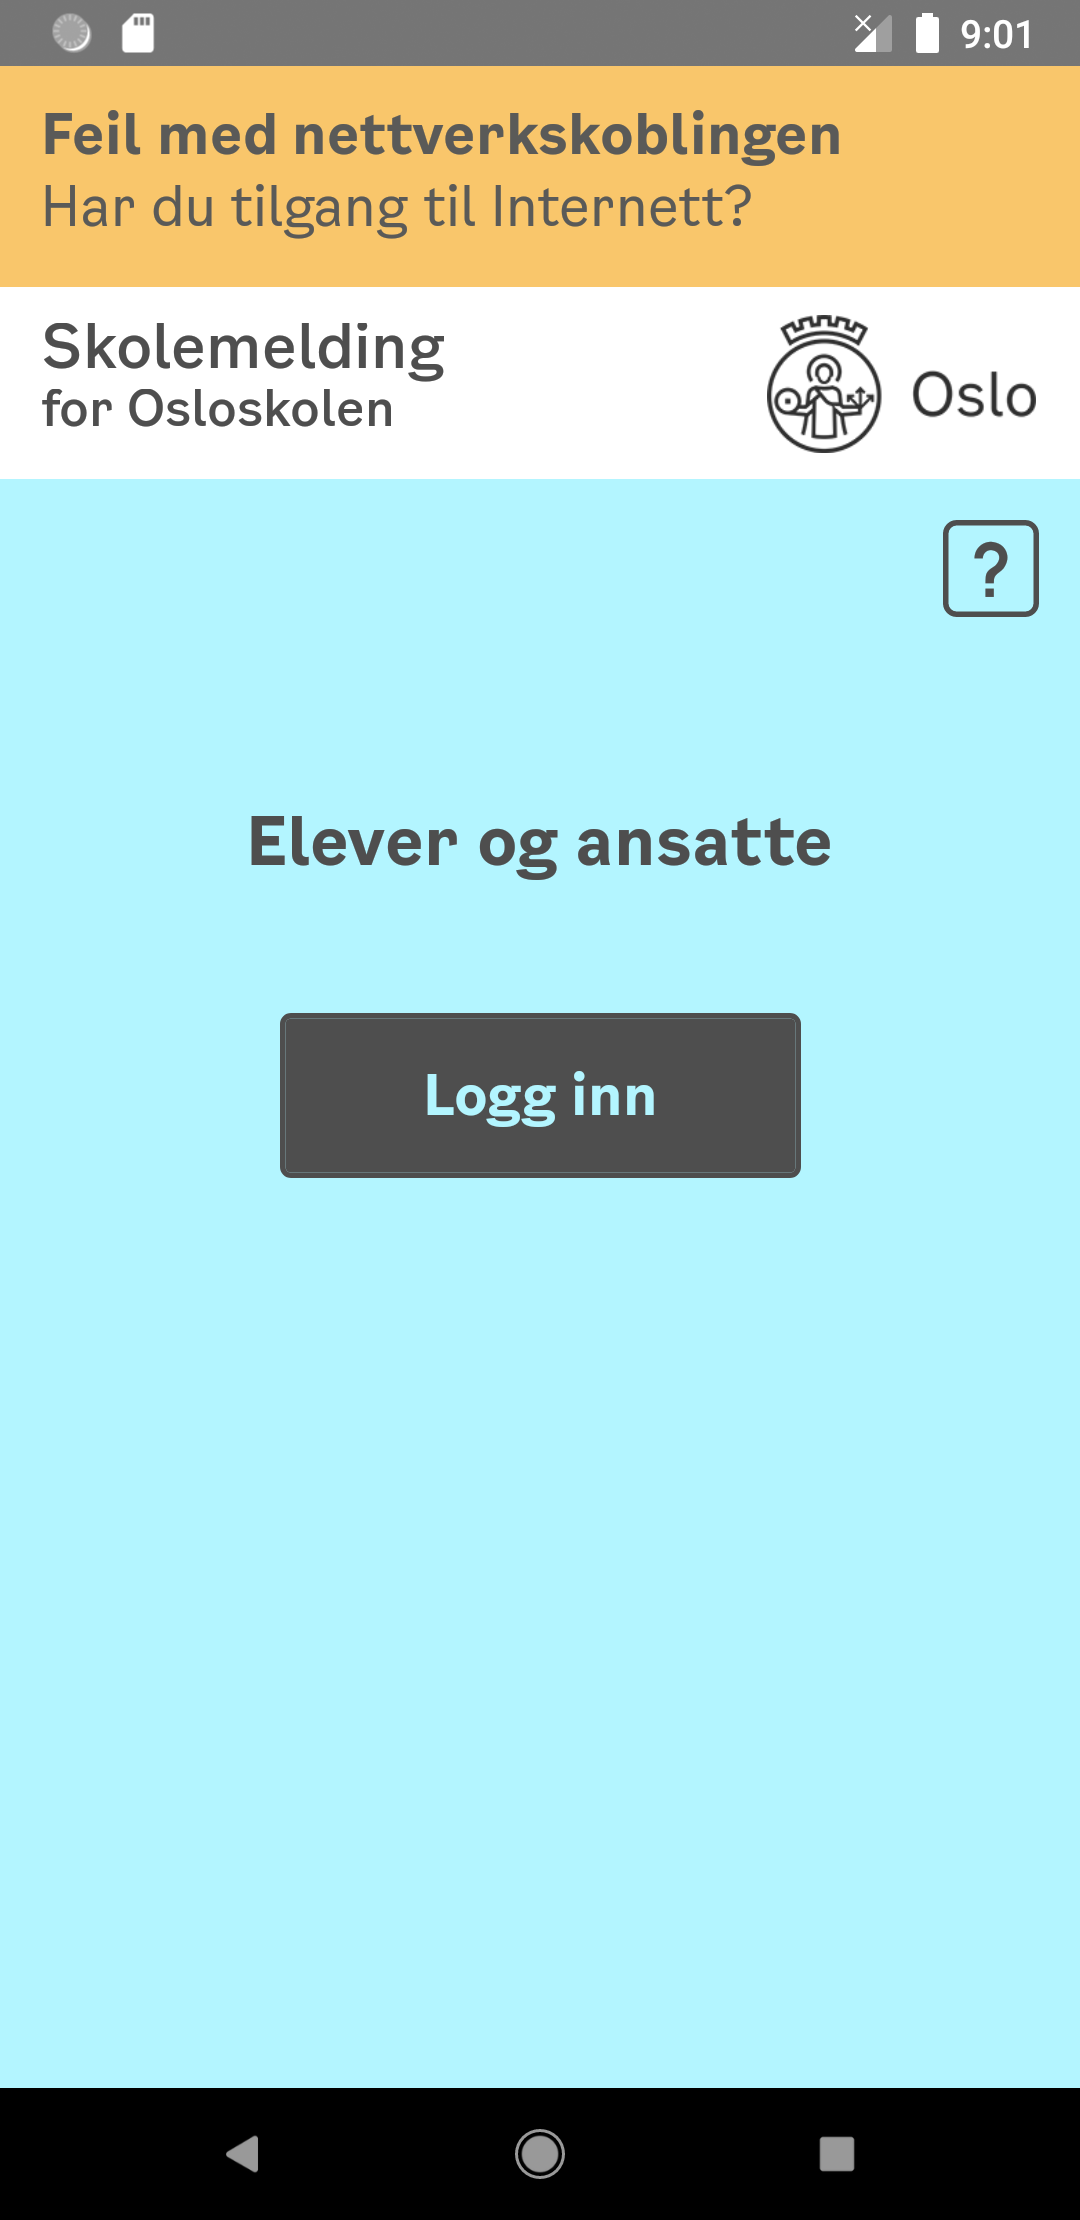 9:01
Feil med nettverkskoblingen
Har du tilgang til Internett?
Skolemelding
for Osloskolen
Oslo
?
Elever og ansatte
Logg inn